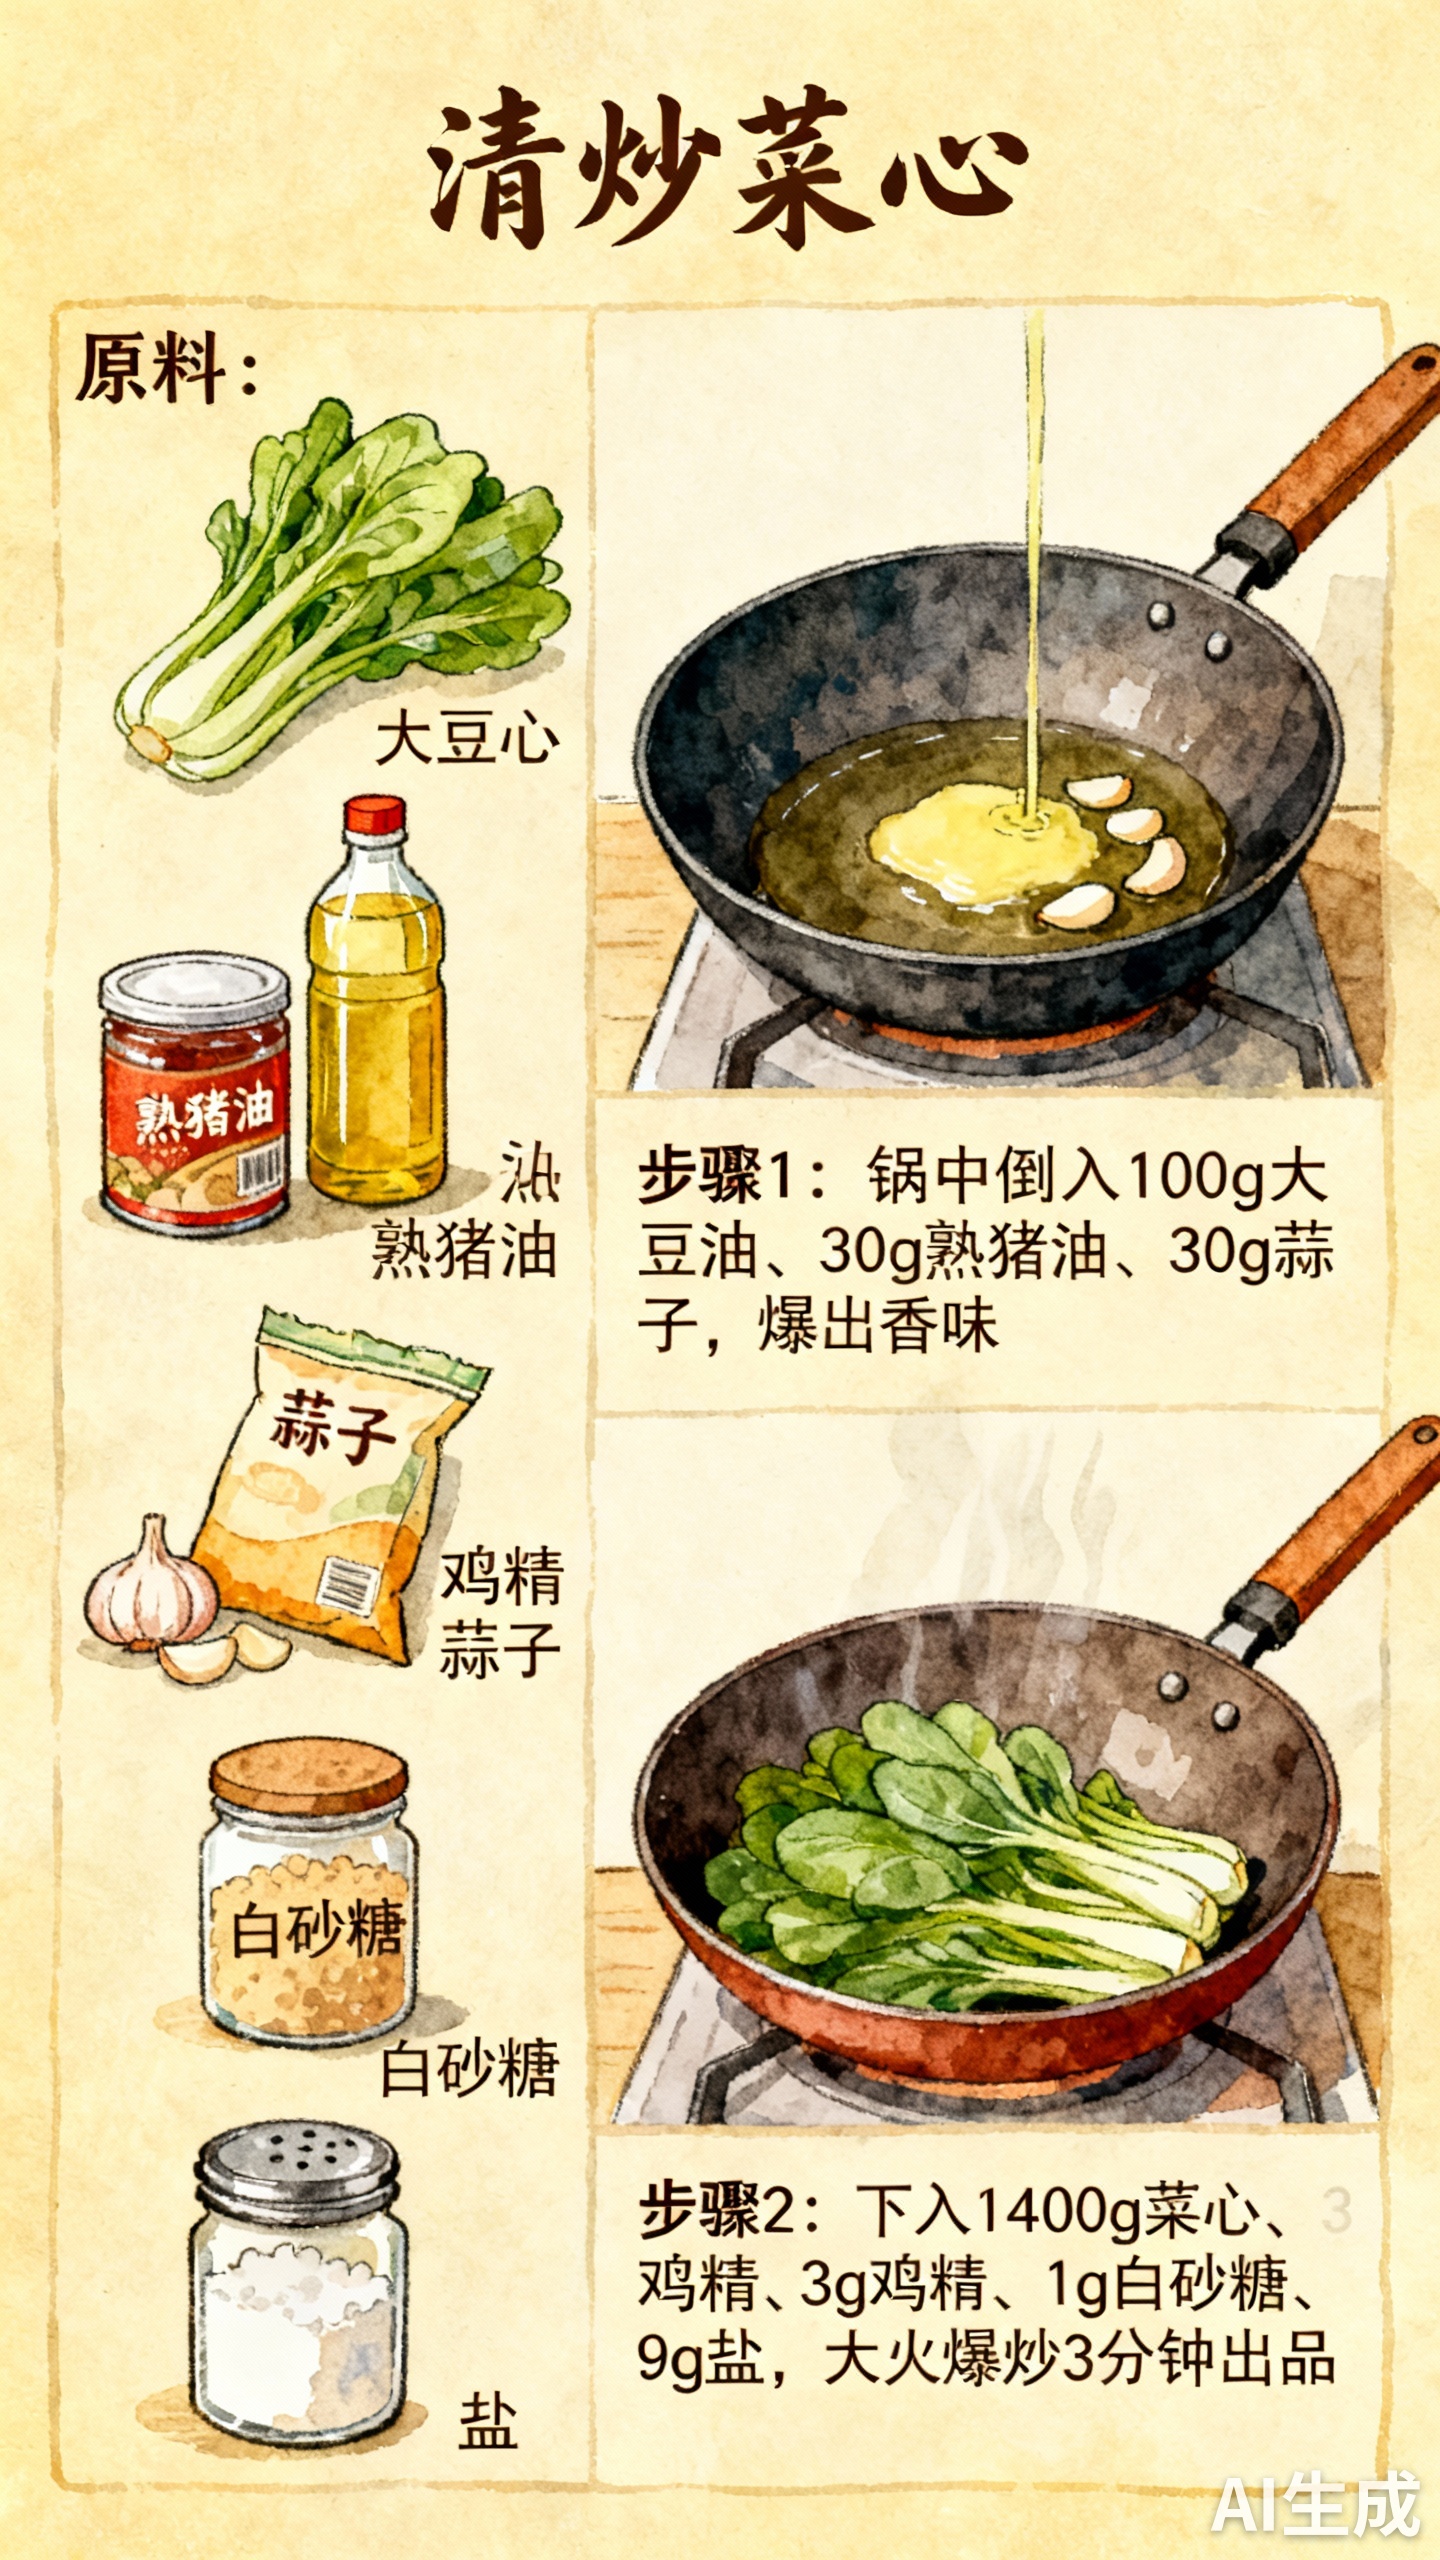 清炒菜心
原料：
大豆心
熟猪油
熟猪油
蒜子
鸡精
蒜子
白砂糖
白砂糖
盐
步骤1：锅中倒入100g大
豆油、30g熟猪油、30g蒜
子，爆出香味
步骤2：下入1400g菜心、3
鸡精、3g鸡精、1g白砂糖、
9g盐，大火爆炒3分钟出品
AI生成